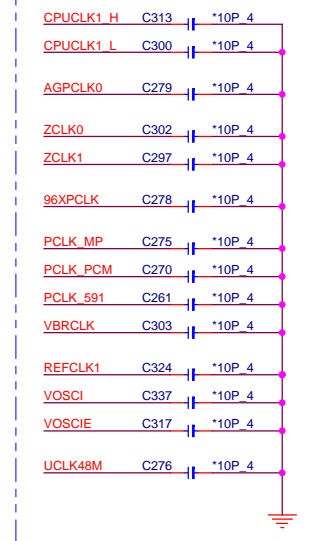 CPUCLK1_H C313 *10P_4
CPUCLK1_L C300 *10P_4
AGPCLK0 C279 *10P_4
ZCLK0 C302 *10P_4
ZCLK1 C297 *10P_4
96XPCLK C278 *10P_4
PCLK_MP C275 *10P_4
PCLK_PCM C270 *10P_4
PCLK_591 C261 *10P_4
VBRCLK C303 *10P_4
REFCLK1 C324 *10P_4
VOSCI C337 *10P_4
VOSCIE C317 *10P_4
UCLK48M C276 *10P_4